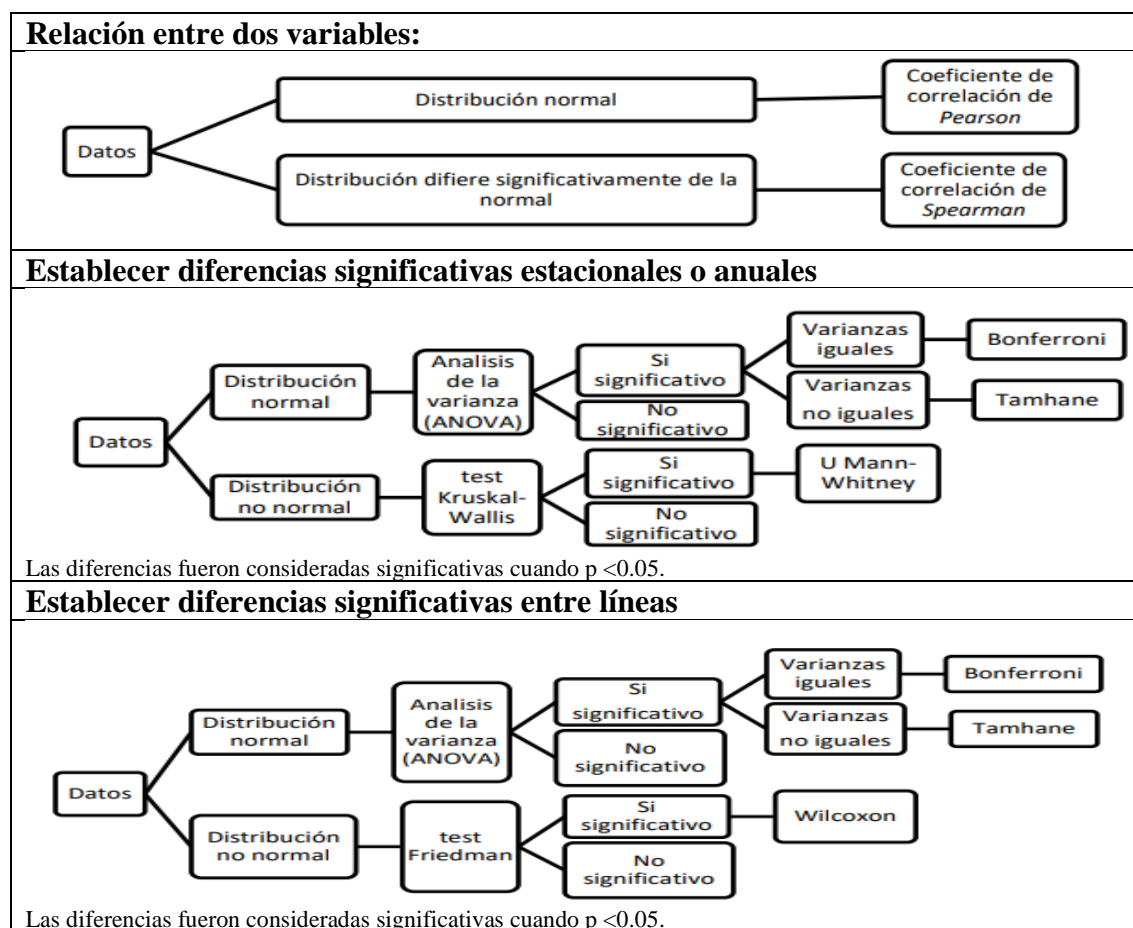 Relación entre dos variables:
Datos
Distribución normal
Coeficiente de
correlación de
Pearson
Distribución difiere significativamente de la
normal
Coeficiente de
correlación de
Spearman
Establecer diferencias significativas estacionales o anuales
Datos
Distribución
normal
Analisis
de la
varianza
(ANOVA)
Si
significativo
Varianzas
iguales
Bonferroni
Varianzas
no iguales
Tamhane
No
significativo
Distribución
no normal
test
Kruskal-
Wallis
Si
significativo
U Mann-
Whitney
No
significativo
Las diferencias fueron consideradas significativas cuando p <0.05.
Establecer diferencias significativas entre líneas
Datos
Distribución
normal
Analisis
de la
varianza
(ANOVA)
Si
significativo
Varianzas
iguales
Bonferroni
Varianzas
no iguales
Tamhane
No
significativo
Distribución
no normal
test
Friedman
Si
significativo
Wilcoxon
No
significativo
Las diferencias fueron consideradas significativas cuando p <0.05.